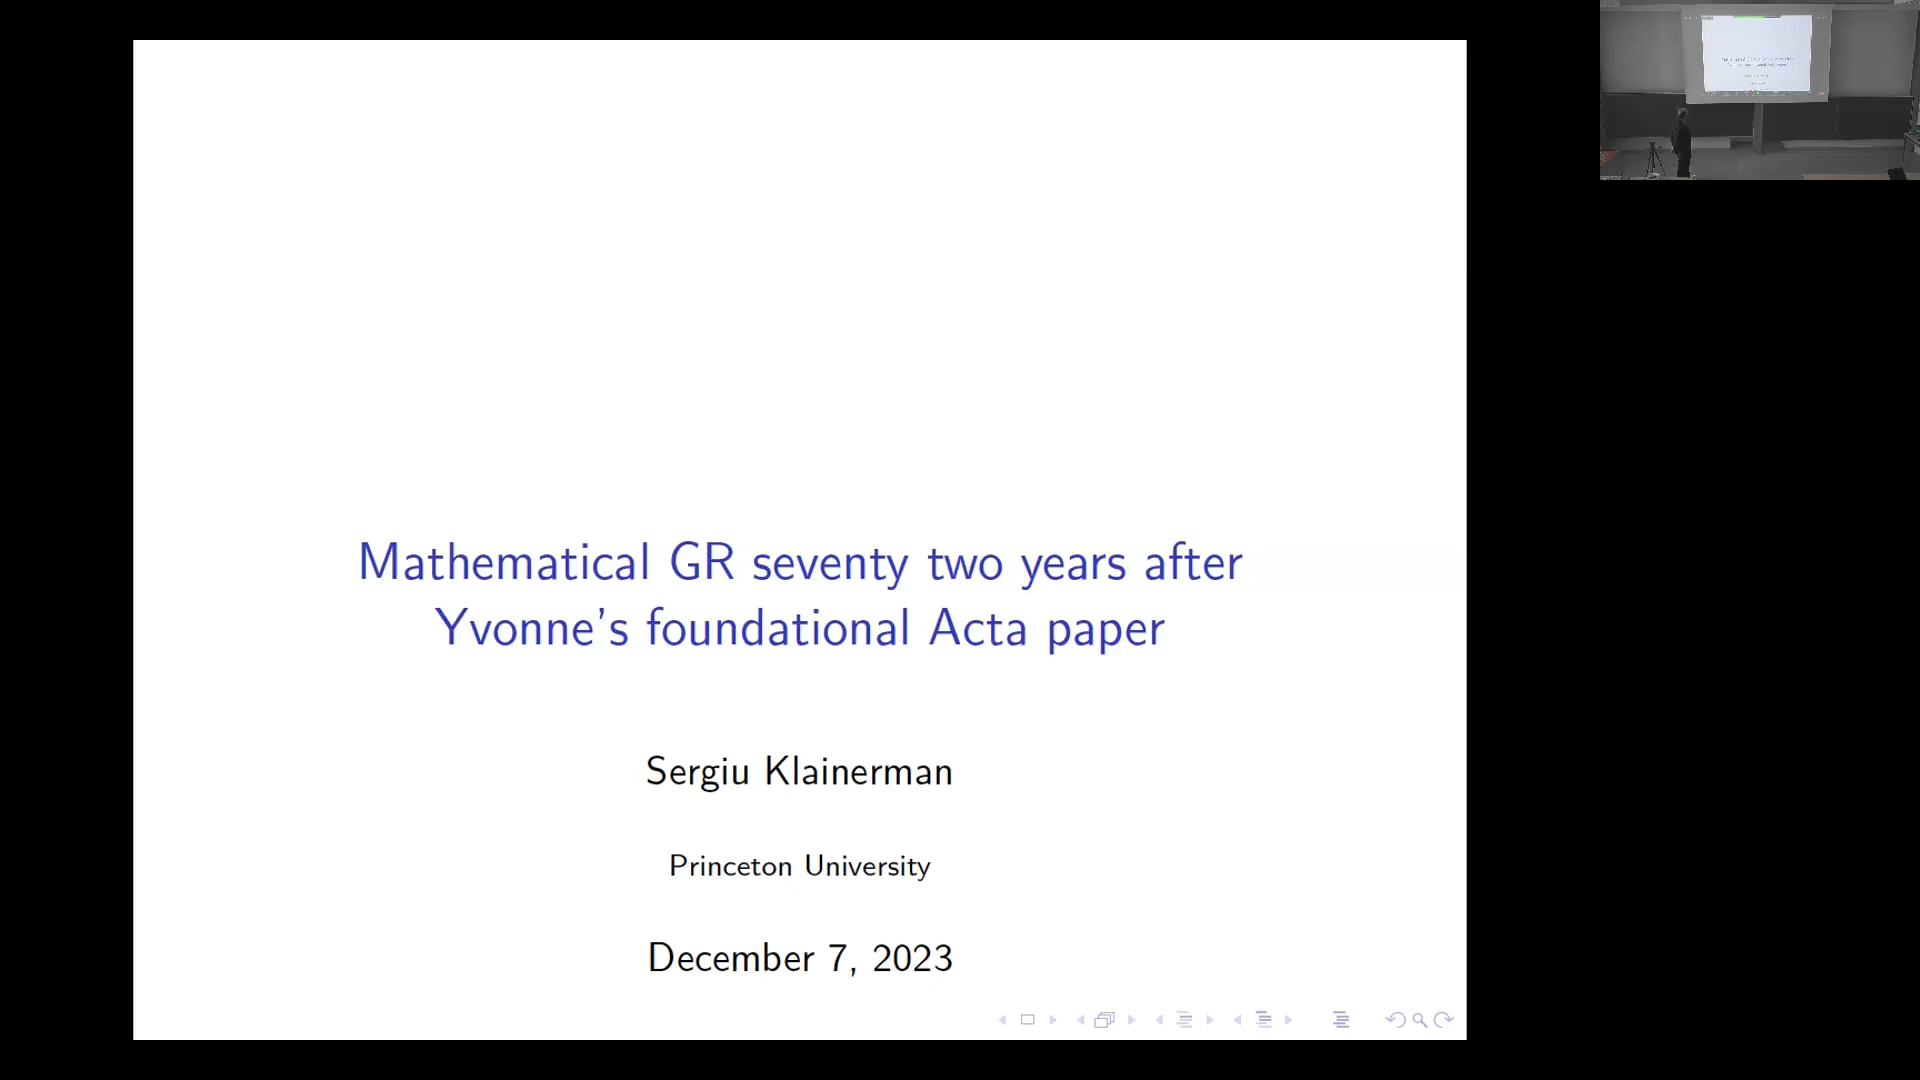 Mathematical GR seventy two years after
Yvonne's foundational Acta paper
Sergiu Klainerman
Princeton University
December 7, 2023